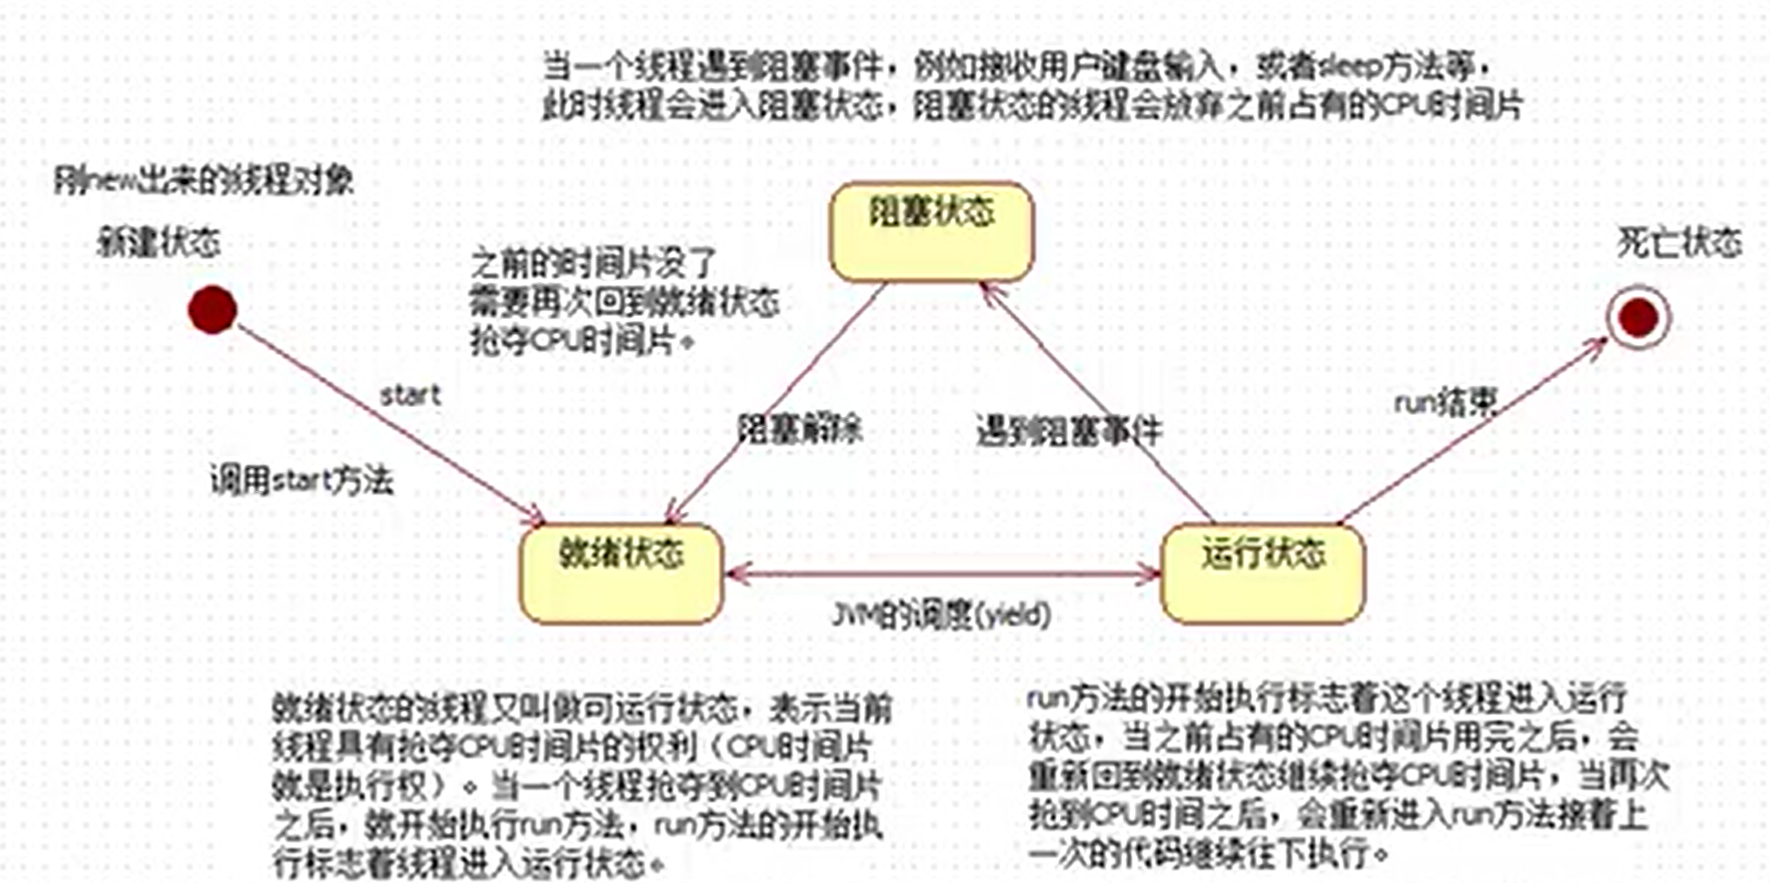 当一个线程遇到阻塞事件，例如接收用户键盘输入，或者sleep方法等，
此时线程会进入阻塞状态，阻塞状态的线程会放弃之前占有的CPU时间片
刚new出来的线程对象
新建状态
阻塞状态
死亡状态
之前的时间片没了
需要再次回到就绪状态
抢夺CPU时间片。
start
阻塞解除
遇到阻塞事件
run结束
调用start方法
就绪状态
运行状态
JVM的调度(yield)
就绪状态的线程又叫做可运行状态，表示当前
线程具有抢夺CPU时间片的权利（CPU时间片
就是执行权）。当一个线程抢夺到CPU时间片
之后，就开始执行run方法，run方法的开始执
行标志着线程进入运行状态。
run方法的开始执行标志着这个线程进入运行
状态，当之前占有的CPU时间片用完之后，会
重新回到就绪状态继续抢夺CPU时间片，当再次
抢到CPU时间之后，会重新进入run方法接着上
一次的代码继续往下执行。